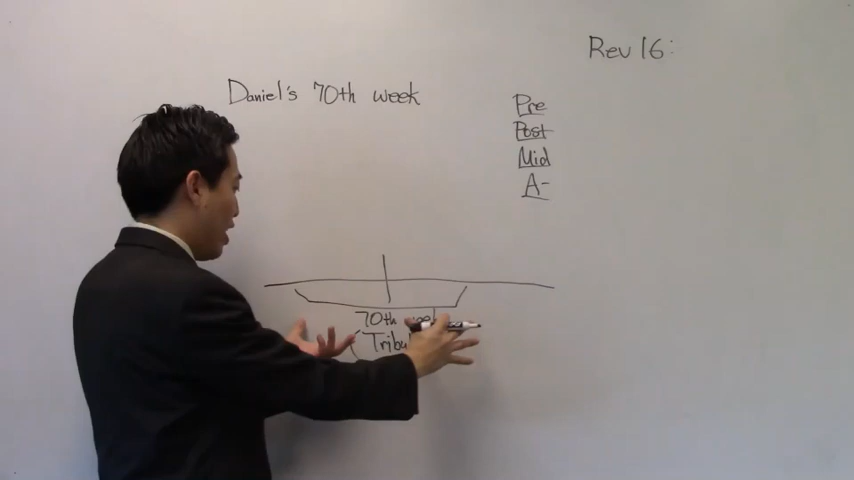 Rev 16:
Daniel's 70th week
Pre
Post
Mid
A-
70th